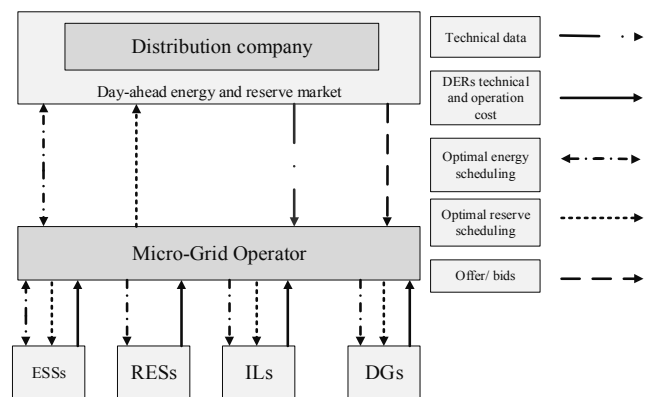 Distribution company
Day-ahead energy and reserve market
Micro-Grid Operator
ESSs
RESs
ILs
DGs
Technical data
DERs technical
and operation
cost
Optimal energy
scheduling
Optimal reserve
scheduling
Offer/ bids